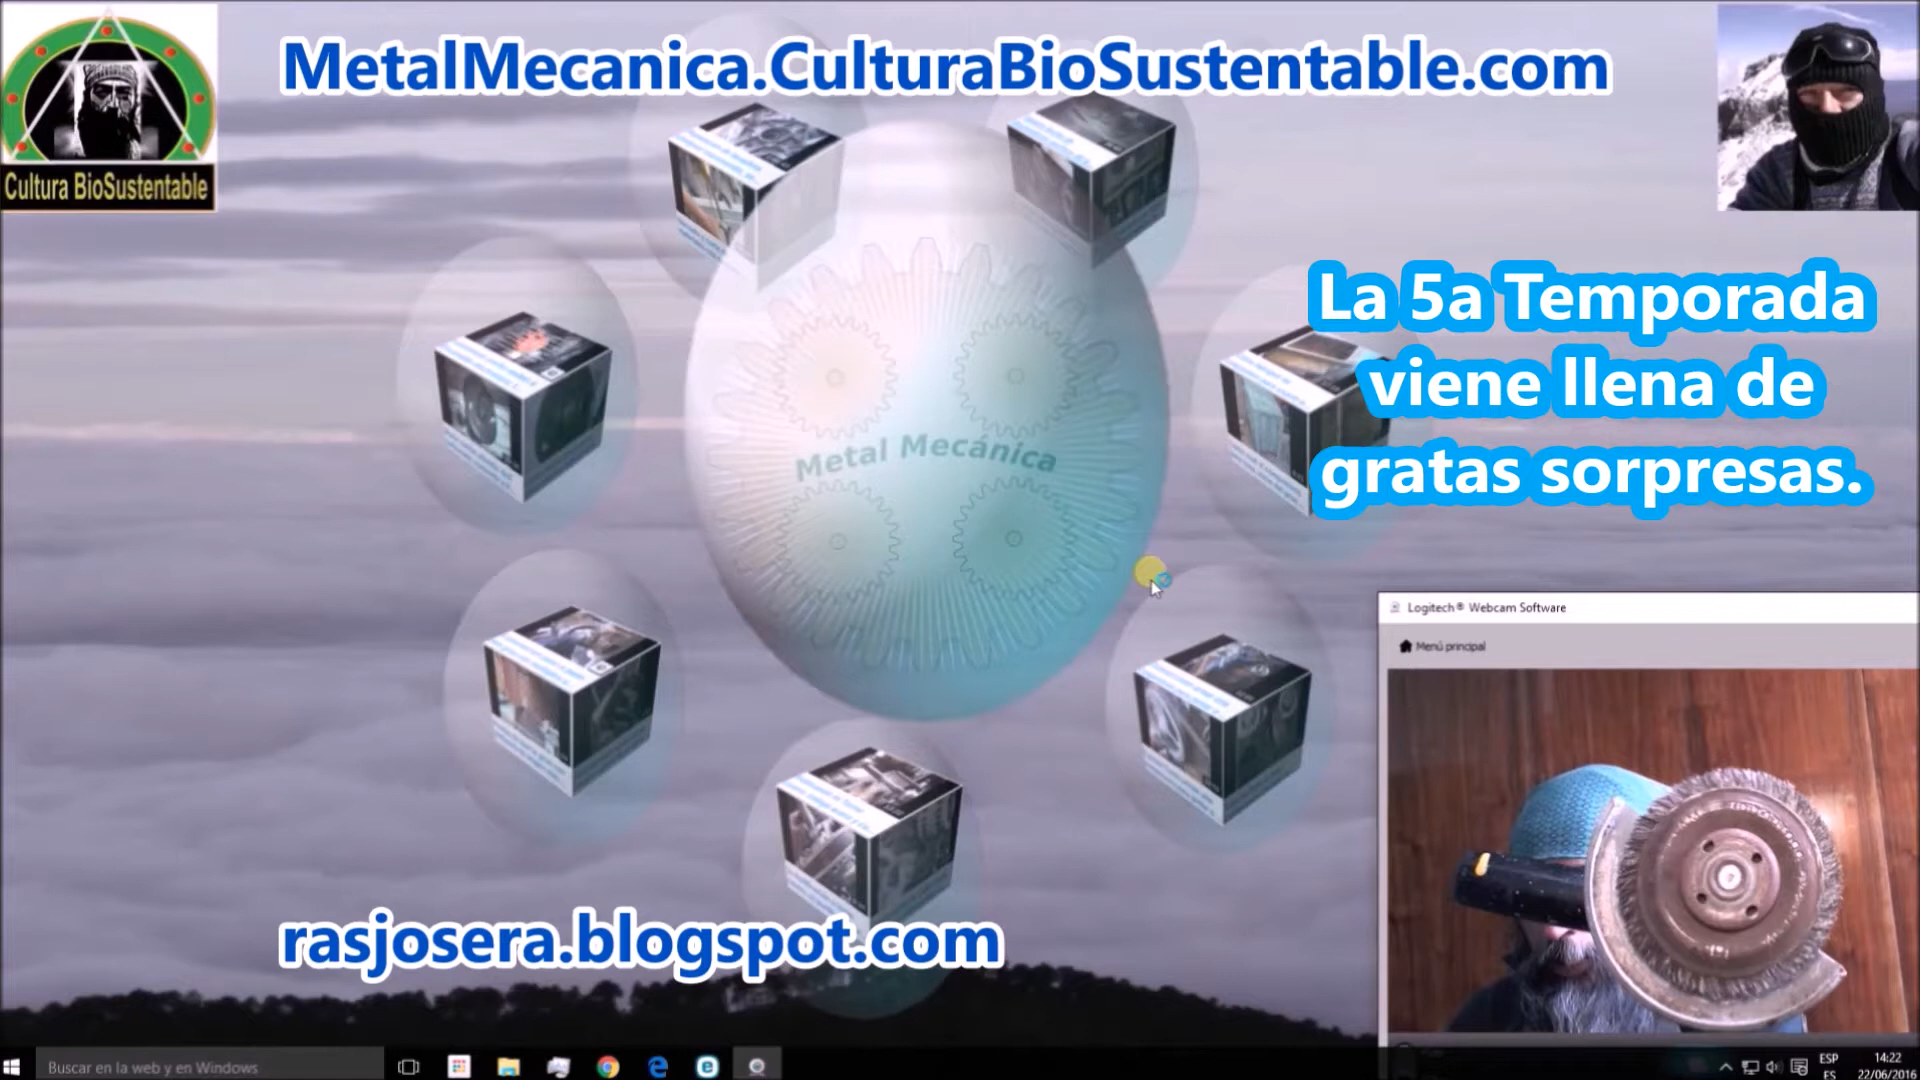 MetalMecanica.CulturaBioSustentable.com
Cultura BioSustentable
La 5a Temporada
viene llena de
gratas sorpresas.
Metal Mecánica
Logitech® Webcam Software
Menú principal
rasjosera.blogspot.com
Buscar en la web y en Windows
ESP
ES
14:22
22/06/2016